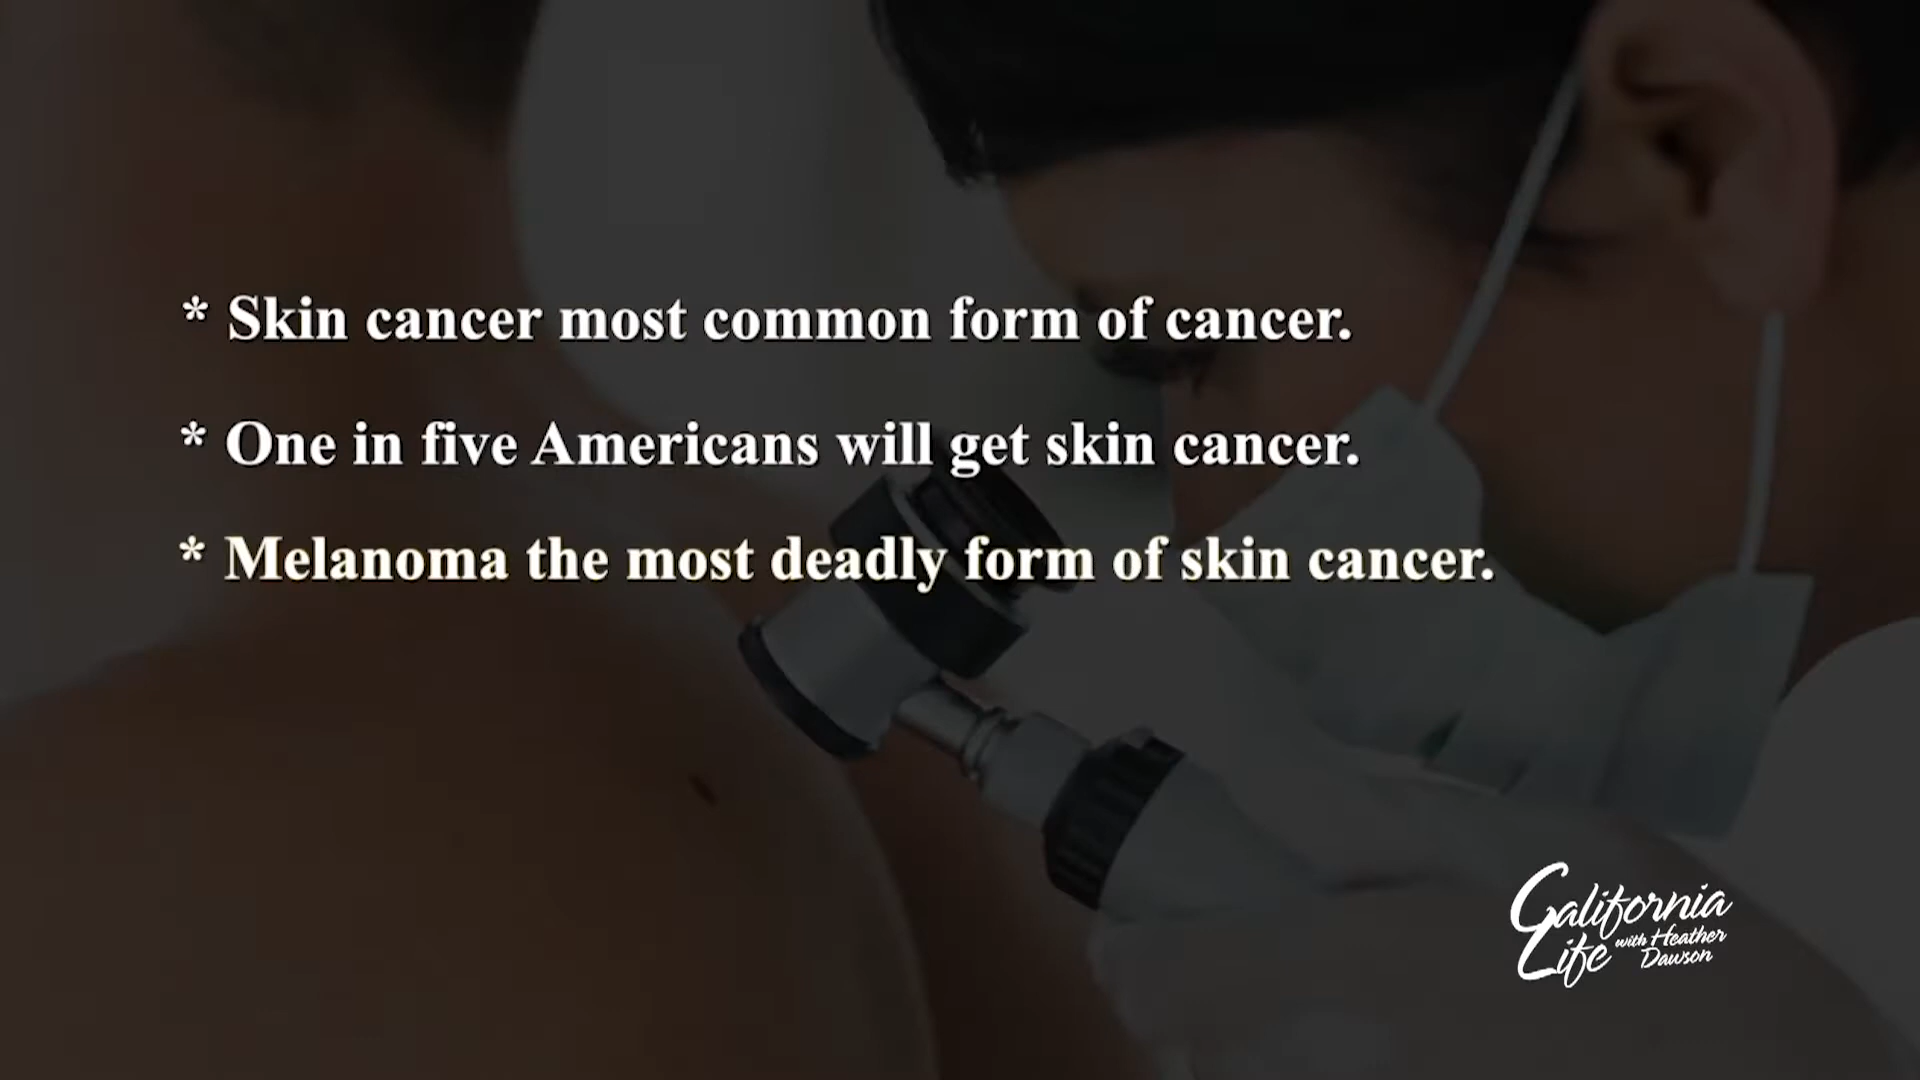 * Skin cancer most common form of cancer.
* One in five Americans will get skin cancer.
* Melanoma the most deadly form of skin cancer.
California
Life with Heather
Dawson